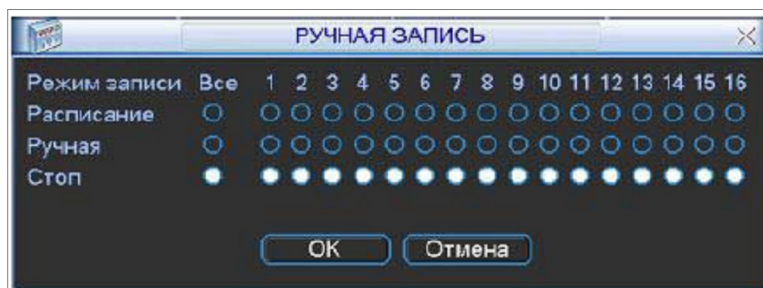 РУЧНАЯ ЗАПИСЬ
Режим записи Все 1 2 3 4 5 6 7 8 9 10 11 12 13 14 15 16
Расписание
Ручная
Стоп
OK Отмена